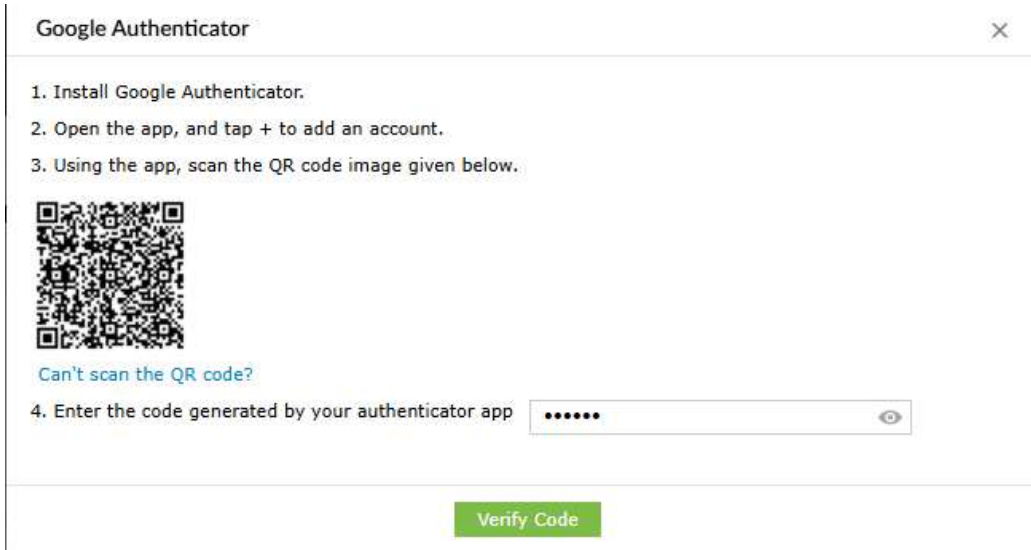 Google Authenticator
1. Install Google Authenticator.
2. Open the app, and tap + to add an account.
3. Using the app, scan the QR code image given below.
Can't scan the QR code?
4. Enter the code generated by your authenticator app ••••••
Verify Code